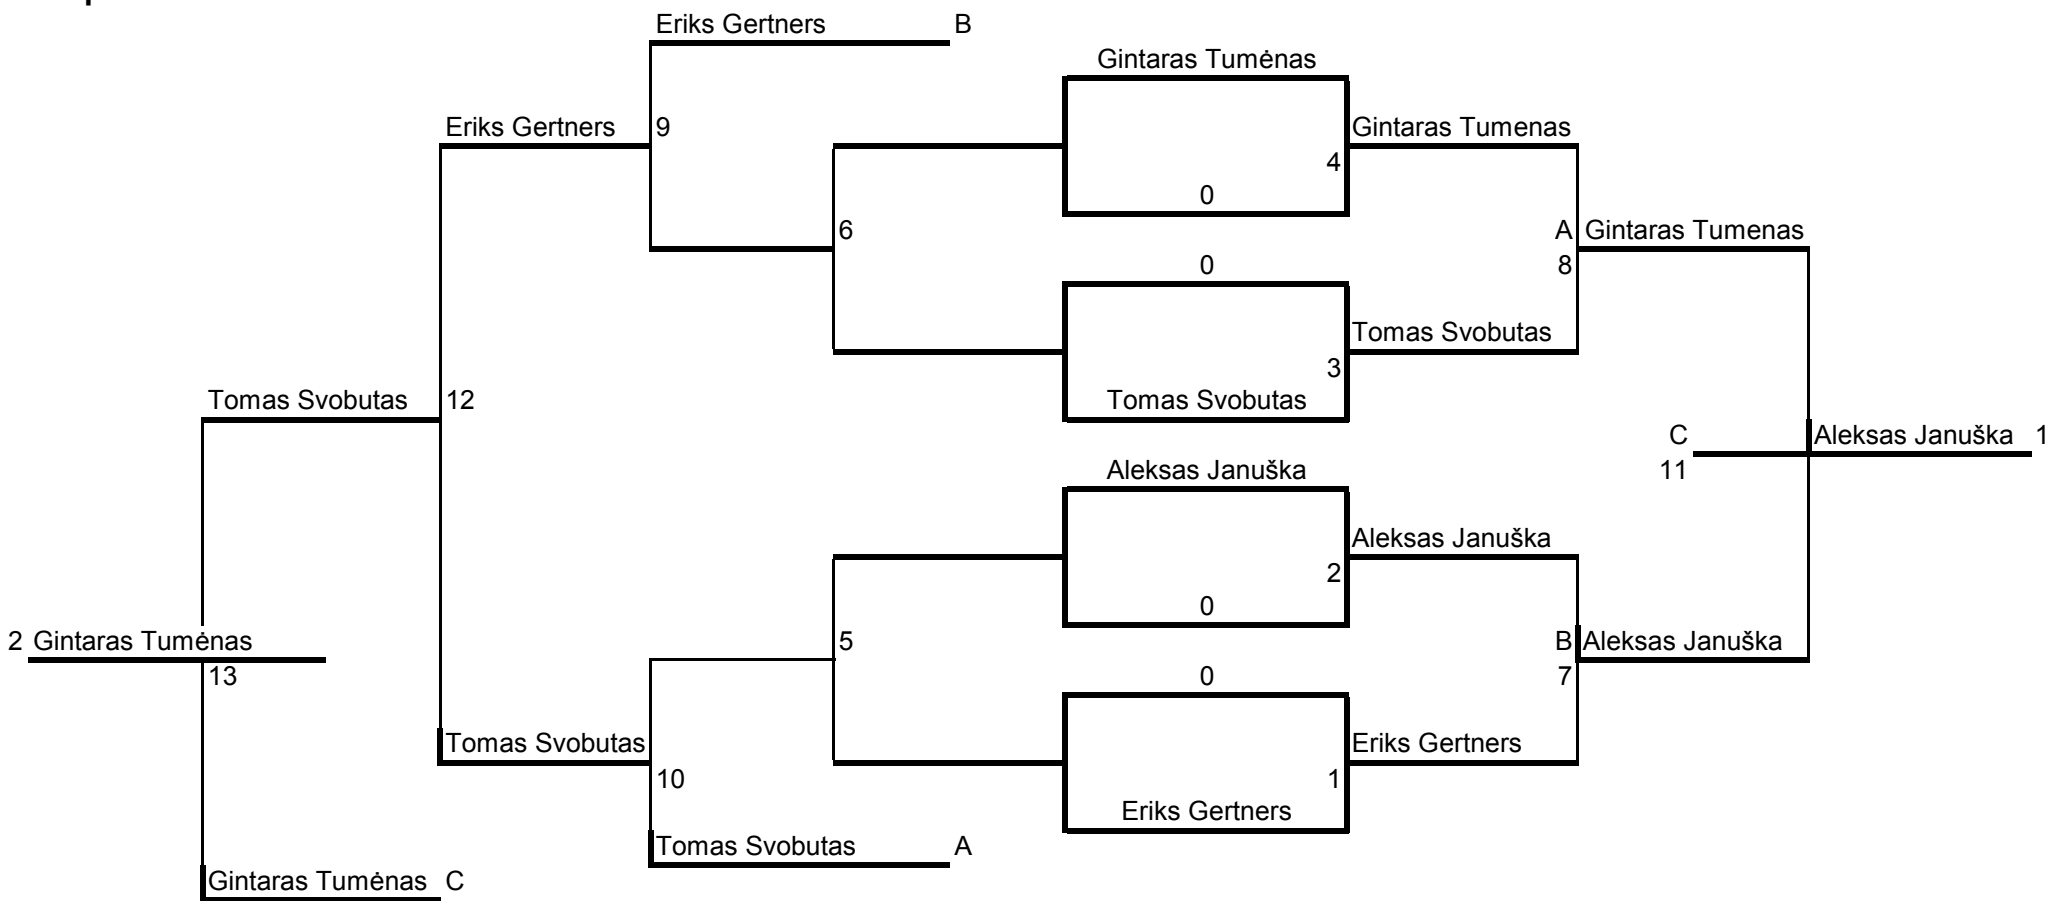 Eriks Gertners B
Gintaras Tumėnas
Eriks Gertners 9 Gintaras Tumenas
4
0
6 A Gintaras Tumenas
0 8
Tomas Svobutas
3
Tomas Svobutas 12 Tomas Svobutas
C Aleksas Januška 1
Aleksas Januška 11
Aleksas Januška
2
0
2 Gintaras Tumėnas 5 B Aleksas Januška
13 0 7
Tomas Svobutas Eriks Gertners
10 1
Eriks Gertners
Tomas Svobutas A
Gintaras Tumėnas C